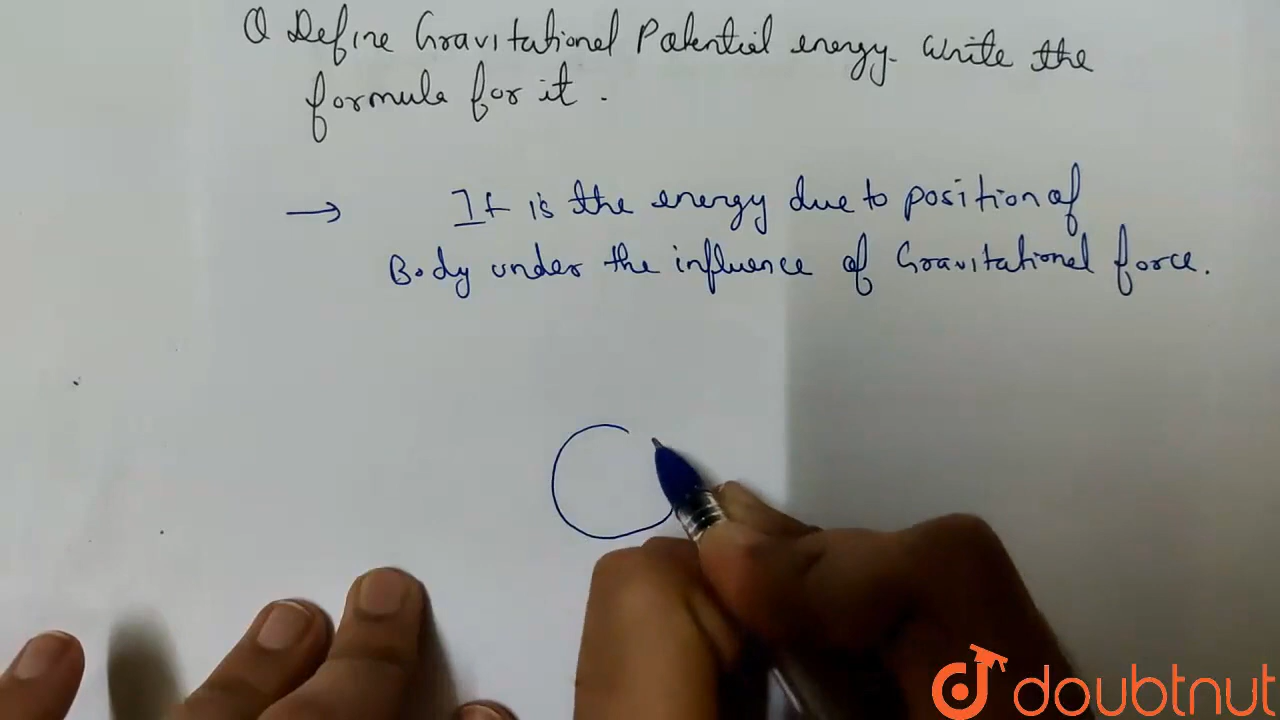 Q Define Gravitational Potential energy. Write the
formula for it.
→ It is the energy due to position of
Body under the influence of Gravitational force.
doubtnut